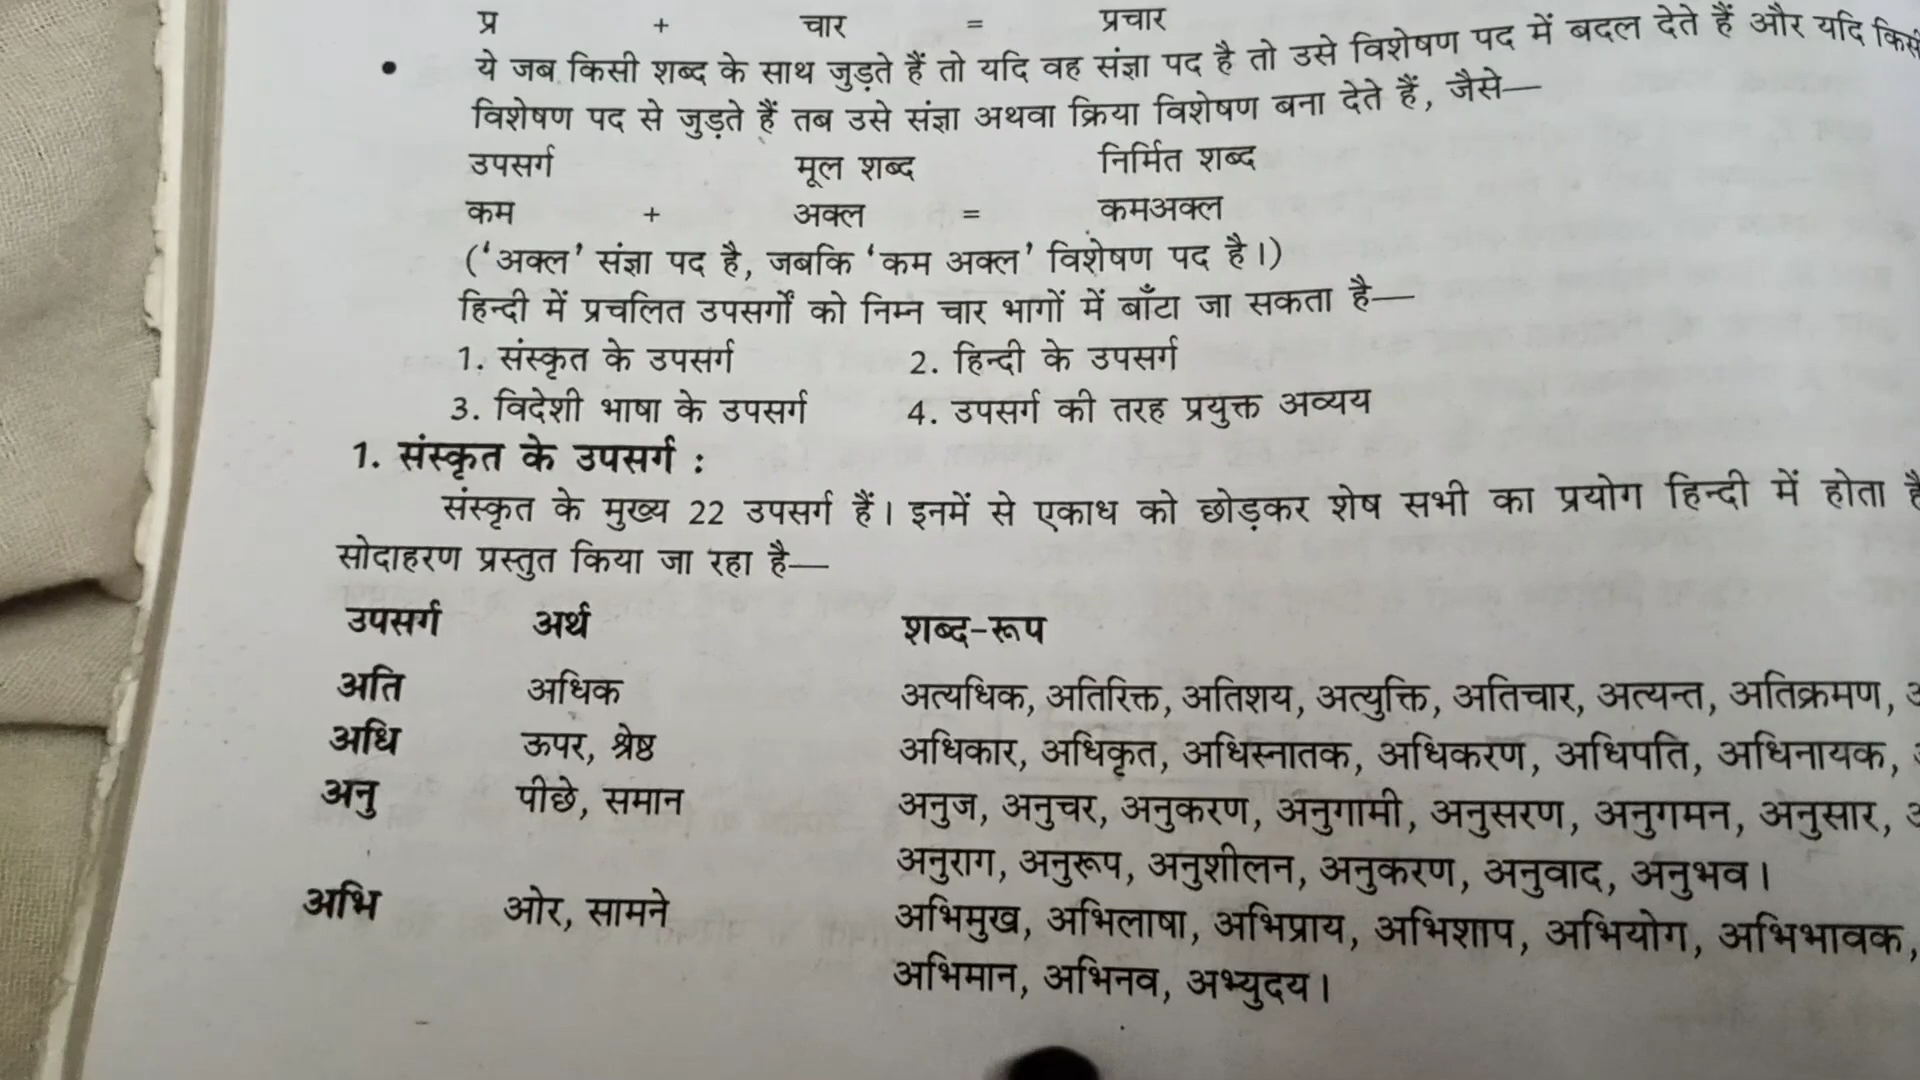 प्र + चार = प्रचार
• ये जब किसी शब्द के साथ जुड़ते हैं तो यदि वह संज्ञा पद है तो उसे विशेषण पद में बदल देते हैं और यदि
विशेषण पद से जुड़ते हैं तब उसे संज्ञा अथवा क्रिया विशेषण बना देते हैं, जैसे—
उपसर्ग मूल शब्द निर्मित शब्द
कम + अक्ल = कमअक्ल
(‘अक्ल’ संज्ञा पद है, जबकि ‘कम अक्ल’ विशेषण पद है।)
हिन्दी में प्रचलित उपसर्गों को निम्न चार भागों में बाँटा जा सकता है—
1. संस्कृत के उपसर्ग 2. हिन्दी के उपसर्ग
3. विदेशी भाषा के उपसर्ग 4. उपसर्ग की तरह प्रयुक्त अव्यय
1. संस्कृत के उपसर्ग :
संस्कृत के मुख्य 22 उपसर्ग हैं। इनमें से एकाध को छोड़कर शेष सभी का प्रयोग हिन्दी में होता
सोदाहरण प्रस्तुत किया जा रहा है—
उपसर्ग अर्थ शब्द-रूप
अति अधिक अत्यधिक, अतिरिक्त, अतिशय, अत्युक्ति, अतिचार, अत्यन्त, अतिक्रमण,
अधि ऊपर, श्रेष्ठ अधिकार, अधिकृत, अधिस्नातक, अधिकरण, अधिपति, अधिनायक,
अनु पीछे, समान अनुज, अनुचर, अनुकरण, अनुगामी, अनुसरण, अनुगमन, अनुसार,
अनुराग, अनुरूप, अनुशीलन, अनुकरण, अनुवाद, अनुभव।
अभि ओर, सामने अभिमुख, अभिलाषा, अभिप्राय, अभिशाप, अभियोग, अभिभावक,
अभिमान, अभिनव, अभ्युदय।